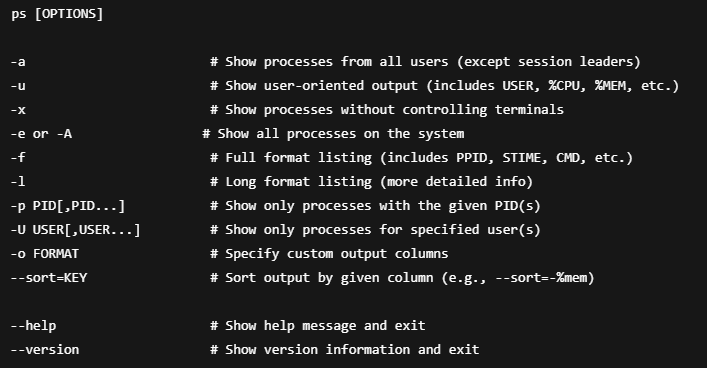 ps [OPTIONS]
-a # Show processes from all users (except session leaders)
-u # Show user-oriented output (includes USER, %CPU, %MEM, etc.)
-x # Show processes without controlling terminals
-e or -A # Show all processes on the system
-f # Full format listing (includes PPID, STIME, CMD, etc.)
-l # Long format listing (more detailed info)
-p PID[,PID...] # Show only processes with the given PID(s)
-U USER[,USER...] # Show only processes for specified user(s)
-o FORMAT # Specify custom output columns
--sort=KEY # Sort output by given column (e.g., --sort=-%mem)
--help # Show help message and exit
--version # Show version information and exit